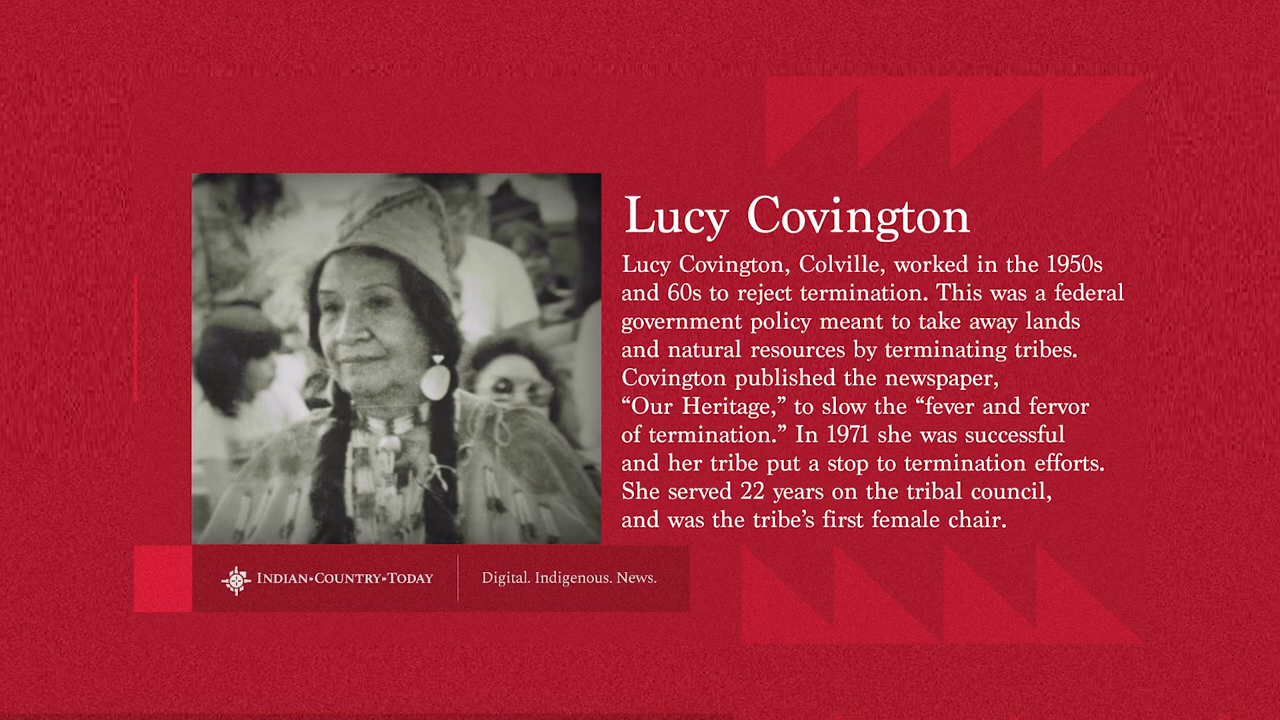 Lucy Covington
Lucy Covington, Colville, worked in the 1950s
and 60s to reject termination. This was a federal
government policy meant to take away lands
and natural resources by terminating tribes.
Covington published the newspaper,
“Our Heritage,” to slow the “fever and fervor
of termination.” In 1971 she was successful
and her tribe put a stop to termination efforts.
She served 22 years on the tribal council,
and was the tribe’s first female chair.
INDIAN•COUNTRY•TODAY
Digital. Indigenous. News.